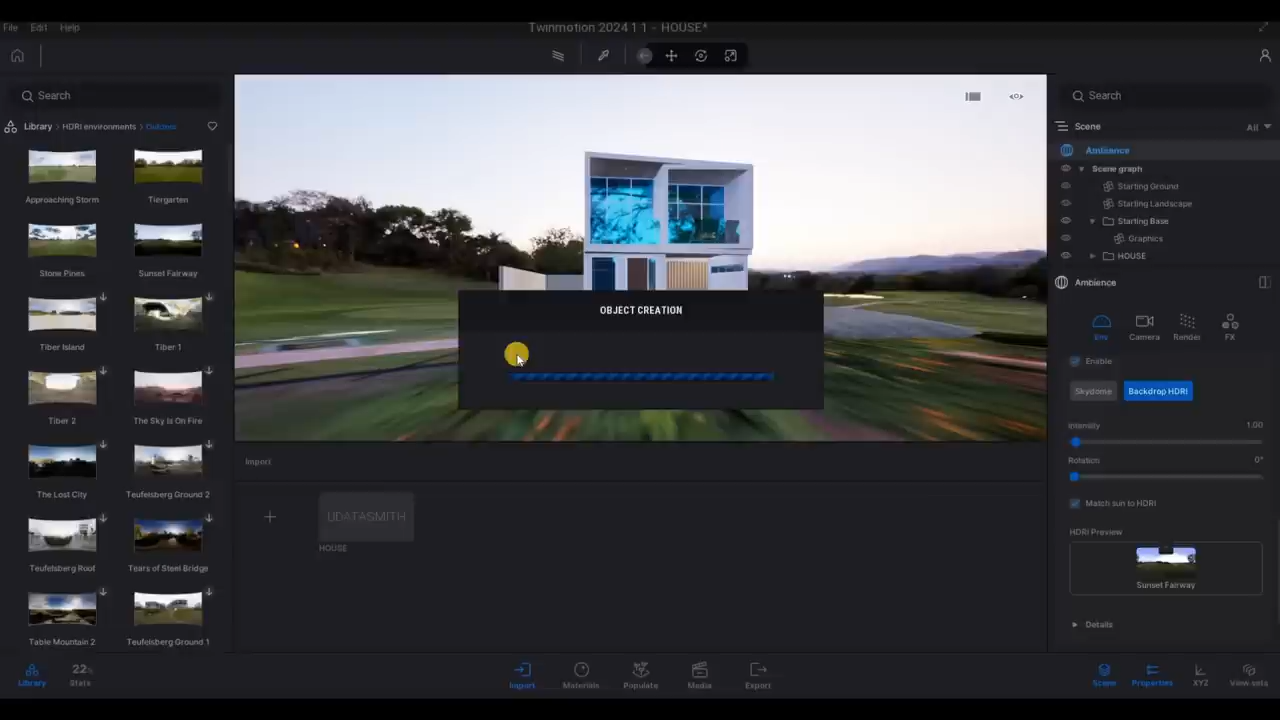 Twinmotion 2024 1 1 - HOUSE*
File Edit Help
Search
Library > HDRI environments > Outdoor
Approaching Storm
Tiergarten
Stone Pines
Sunset Fairway
Tiber Island
Tiber 1
Tiber 2
The Sky Is On Fire
The Lost City
Teufelsberg Ground 2
Teufelsberg Roof
Tears of Steel Bridge
Table Mountain 2
Teufelsberg Ground 1
OBJECT CREATION
Import
UDATASMITH
HOUSE
Search
Scene
All
Ambience
Scene graph
Starting Ground
Starting Landscape
Starting Base
Graphics
HOUSE
Ambience
Env Camera Render FX
Enable
Skydome Backdrop HDRI
Intensity 1.00
Rotation 0°
Match sun to HDRI
HDRI Preview
Sunset Fairway
Details
Library
22%
Stats
Import Materials Populate Media Export
Scene Properties XYZ View sets